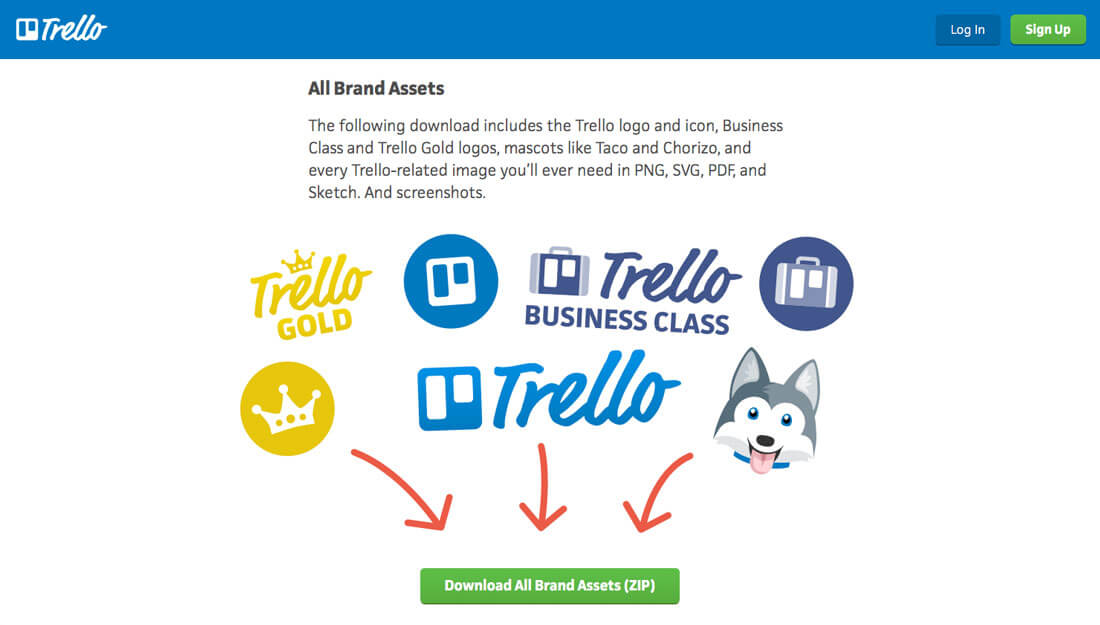 Trello
Log In
Sign Up
All Brand Assets
The following download includes the Trello logo and icon, Business
Class and Trello Gold logos, mascots like Taco and Chorizo, and
every Trello-related image you’ll ever need in PNG, SVG, PDF, and
Sketch. And screenshots.
Trello
GOLD
Trello
BUSINESS CLASS
Trello
Download All Brand Assets (ZIP)